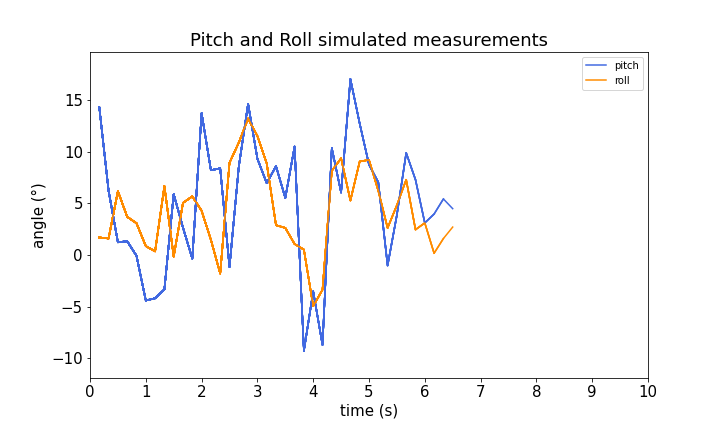 Pitch and Roll simulated measurements
pitch
roll
15
10
5
0
−5
−10
angle (°)
0 1 2 3 4 5 6 7 8 9 10
time (s)